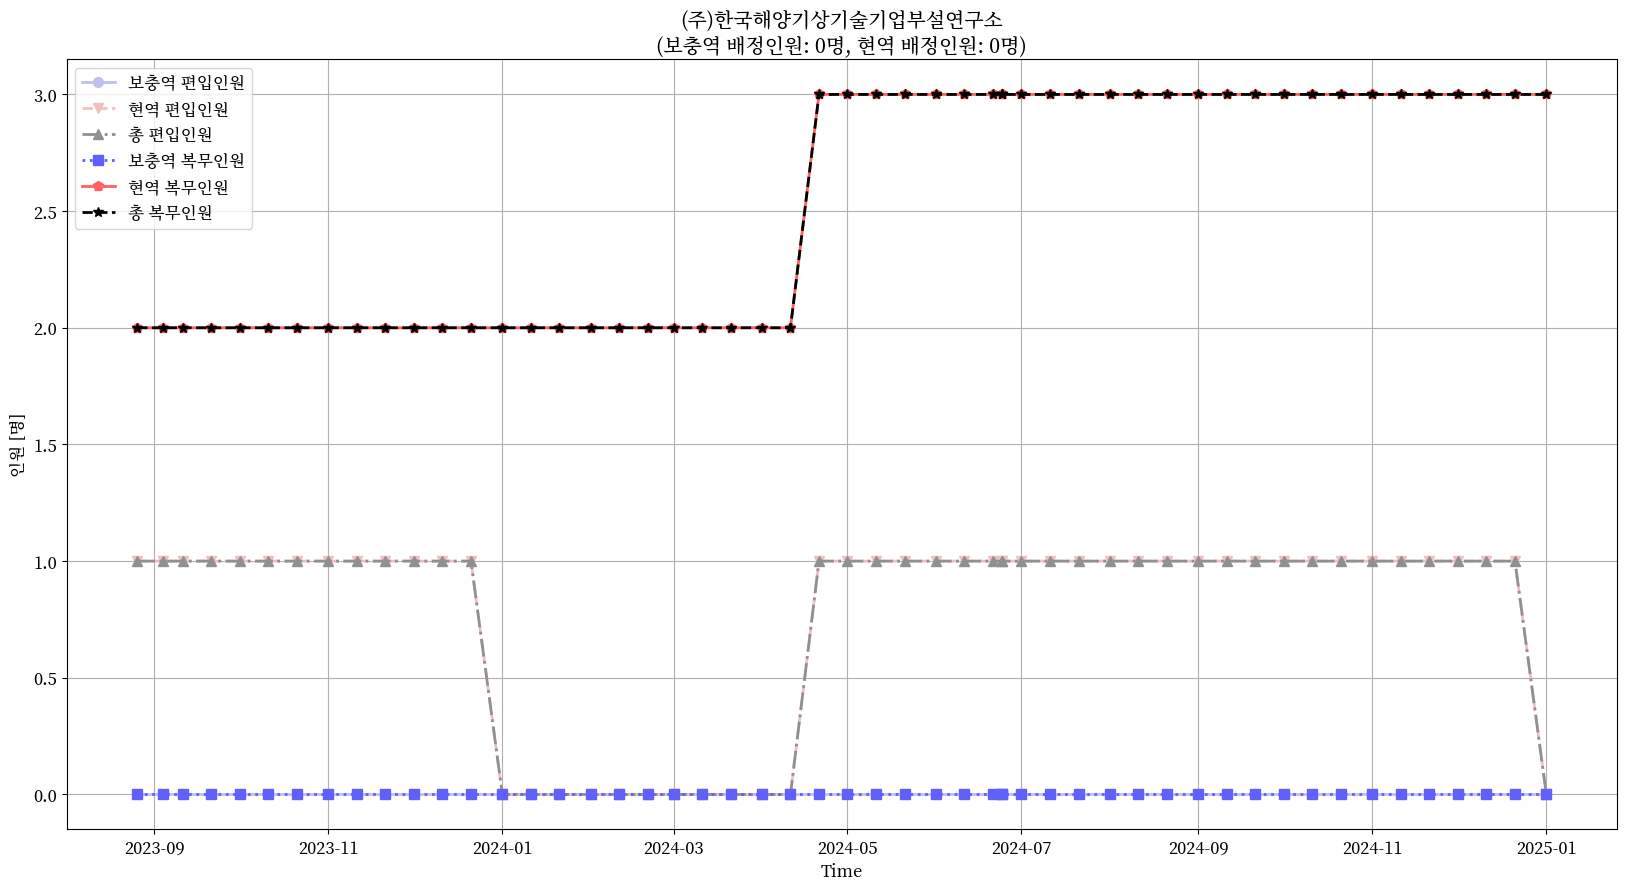 (주)한국해양기상기술기업부설연구소
(보충역 배정인원: 0명, 현역 배정인원: 0명)
보충역 편입인원
현역 편입인원
총 편입인원
보충역 복무인원
현역 복무인원
총 복무인원
3.0
2.5
2.0
1.5
1.0
0.5
0.0
인원 [명]
2023-09 2023-11 2024-01 2024-03 2024-05 2024-07 2024-09 2024-11 2025-01
Time